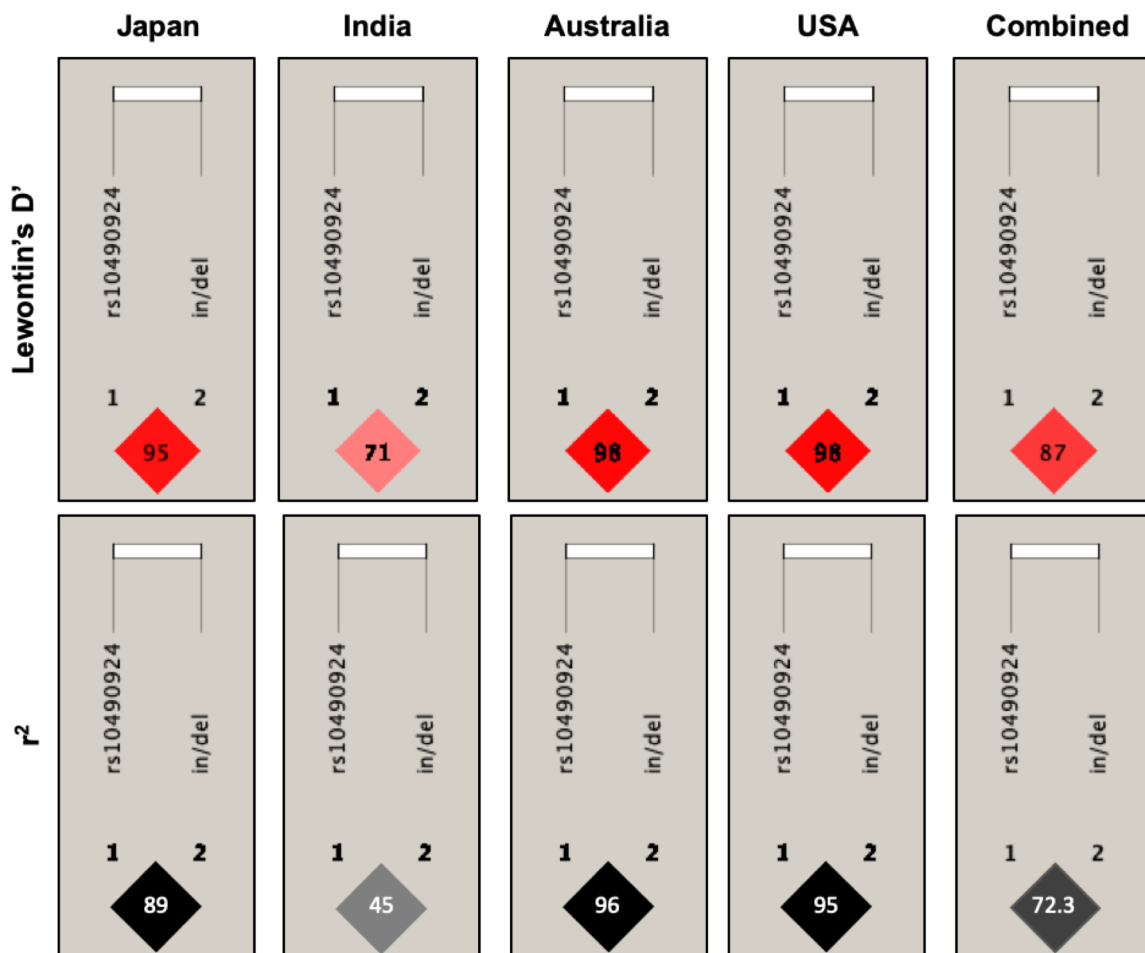 Japan India Australia USA Combined
Lewontin's D'
rs10490924 in/del rs10490924 in/del rs10490924 in/del rs10490924 in/del rs10490924 in/del
1 2 1 2 1 2 1 2 1 2
95 71 98 98 87
r²
rs10490924 in/del rs10490924 in/del rs10490924 in/del rs10490924 in/del rs10490924 in/del
1 2 1 2 1 2 1 2 1 2
89 45 96 95 72.3